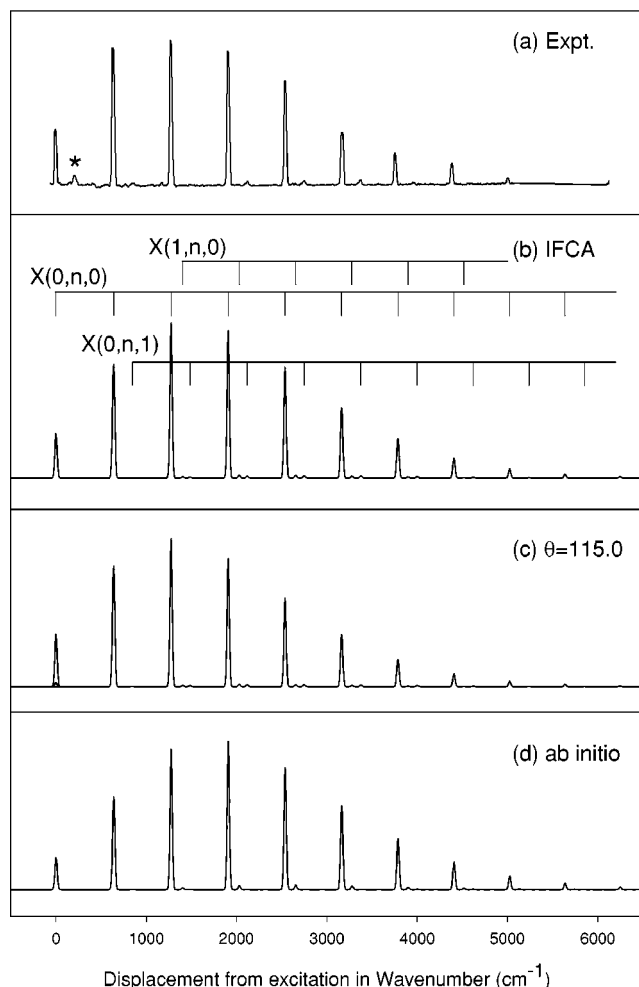 (a) Expt.
*
(b) IFCA
X(1,n,0)
X(0,n,0)
X(0,n,1)
(c) θ=115.0
(d) ab initio
0 1000 2000 3000 4000 5000 6000
Displacement from excitation in Wavenumber (cm⁻¹)